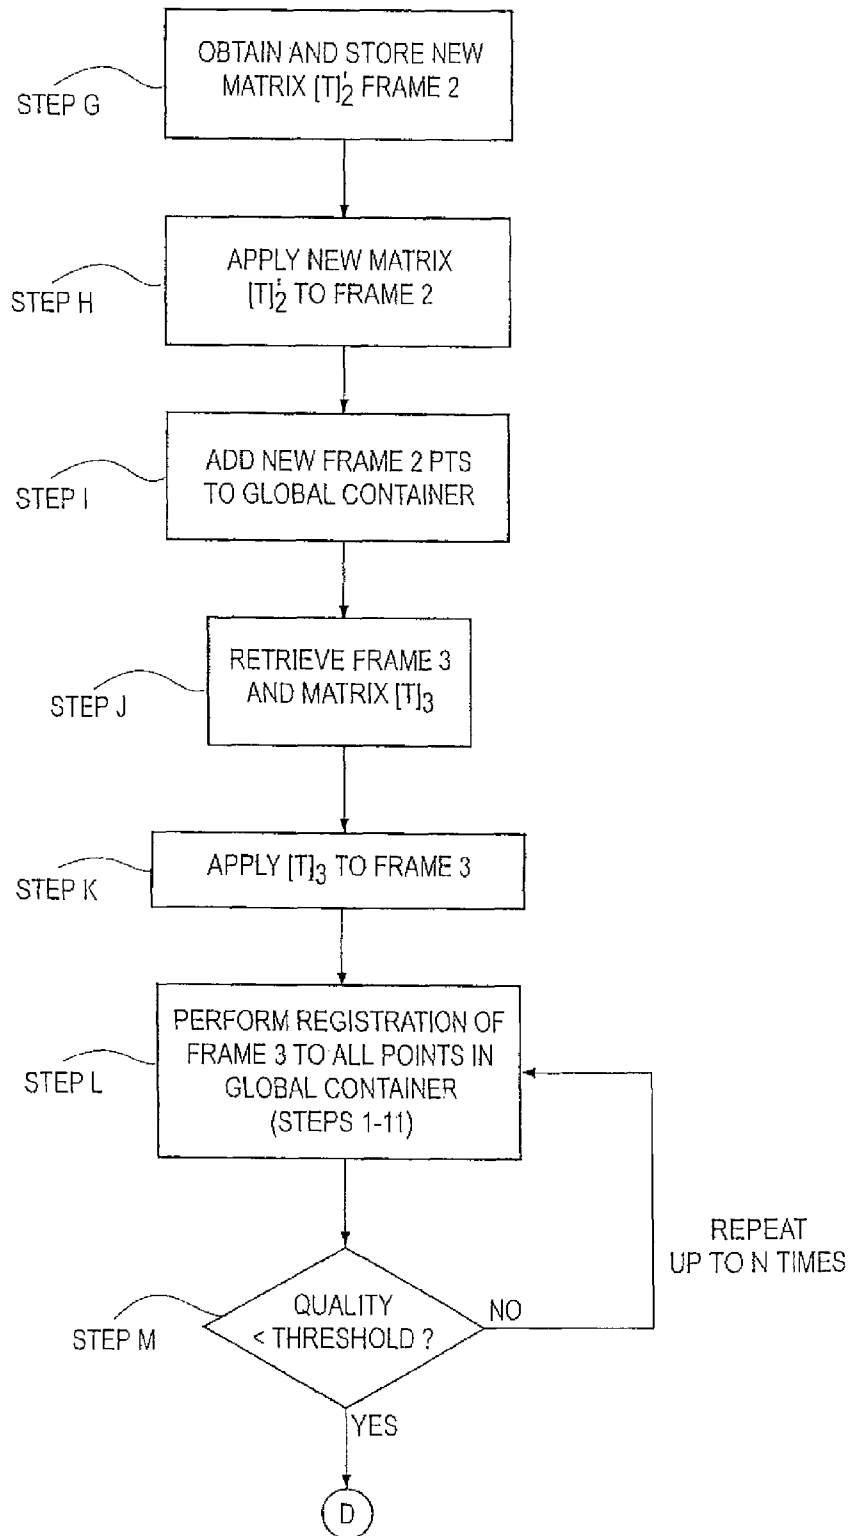 OBTAIN AND STORE NEW
MATRIX [T]'2 FRAME 2
STEP G
APPLY NEW MATRIX
[T]'2 TO FRAME 2
STEP H
ADD NEW FRAME 2 PTS
TO GLOBAL CONTAINER
STEP I
RETRIEVE FRAME 3
AND MATRIX [T]3
STEP J
APPLY [T]3 TO FRAME 3
STEP K
PERFORM REGISTRATION OF
FRAME 3 TO ALL POINTS IN
GLOBAL CONTAINER
(STEPS 1-11)
STEP L
REPEAT
UP TO N TIMES
QUALITY
< THRESHOLD ?
NO
STEP M
YES
D